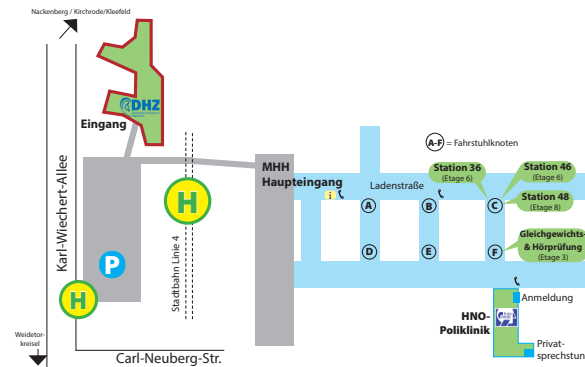 Nackenberg / Kirchrode/Kleefeld
DHZ
Eingang
Karl-Wiechert-Allee
P
H
H
Stadtbahn Linie 4
Weidetor-
kreisel
Carl-Neuberg-Str.
MHH
Haupteingang
i
Ladenstraße
A-F = Fahrstuhlknoten
Station 36
(Etage 6)
Station 46
(Etage 6)
Station 48
(Etage 8)
A
B
C
D
E
F
Gleichgewichts-
& Hörprüfung
(Etage 3)
Anmeldung
HNO-
Poliklinik
Privat-
sprechstun